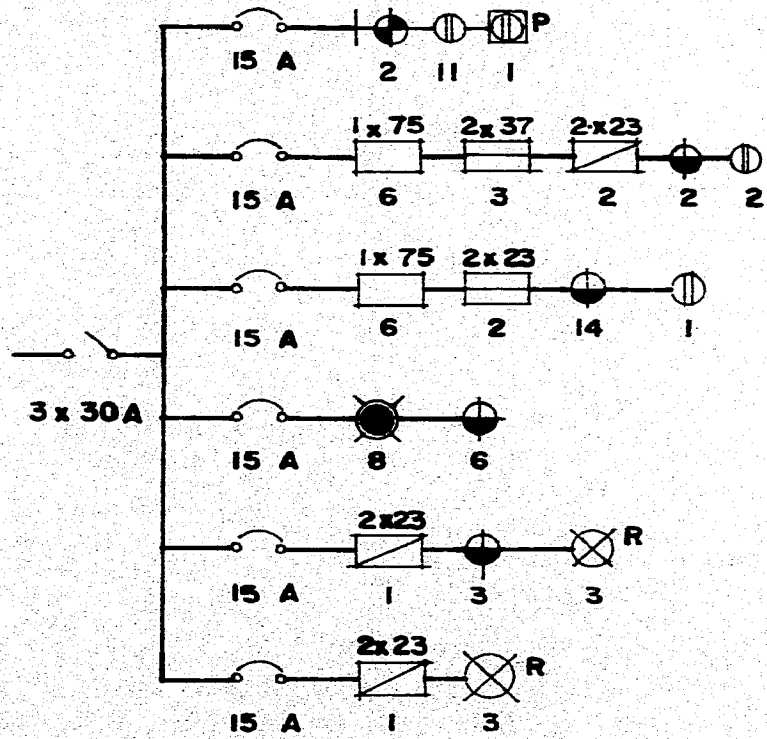 P
15 A 2 11 1
1 x 75 2 x 37 2 x 23
15 A 6 3 2 2 2
1 x 75 2 x 23
15 A 6 2 14 1
3 x 30 A
15 A 8 6
2 x 23 R
15 A 1 3 3
2 x 23 R
15 A 1 3